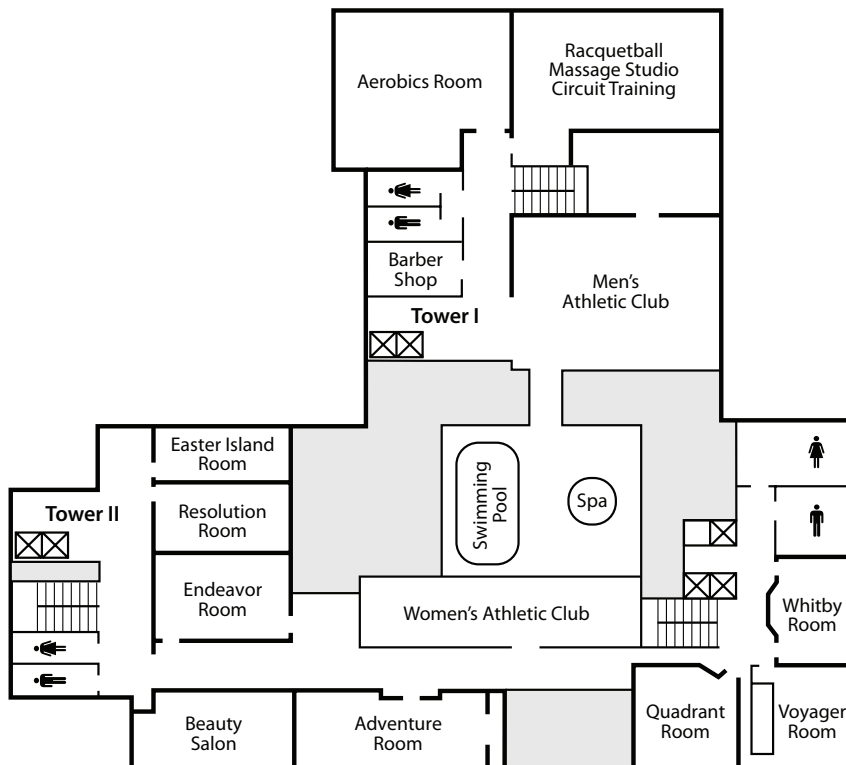 Aerobics Room
Racquetball
Massage Studio
Circuit Training
Barber
Shop
Men's
Athletic Club
Tower I
Easter Island
Room
Swimming
Pool
Spa
Tower II
Resolution
Room
Endeavor
Room
Women's Athletic Club
Whitby
Room
Beauty
Salon
Adventure
Room
Quadrant
Room
Voyager
Room